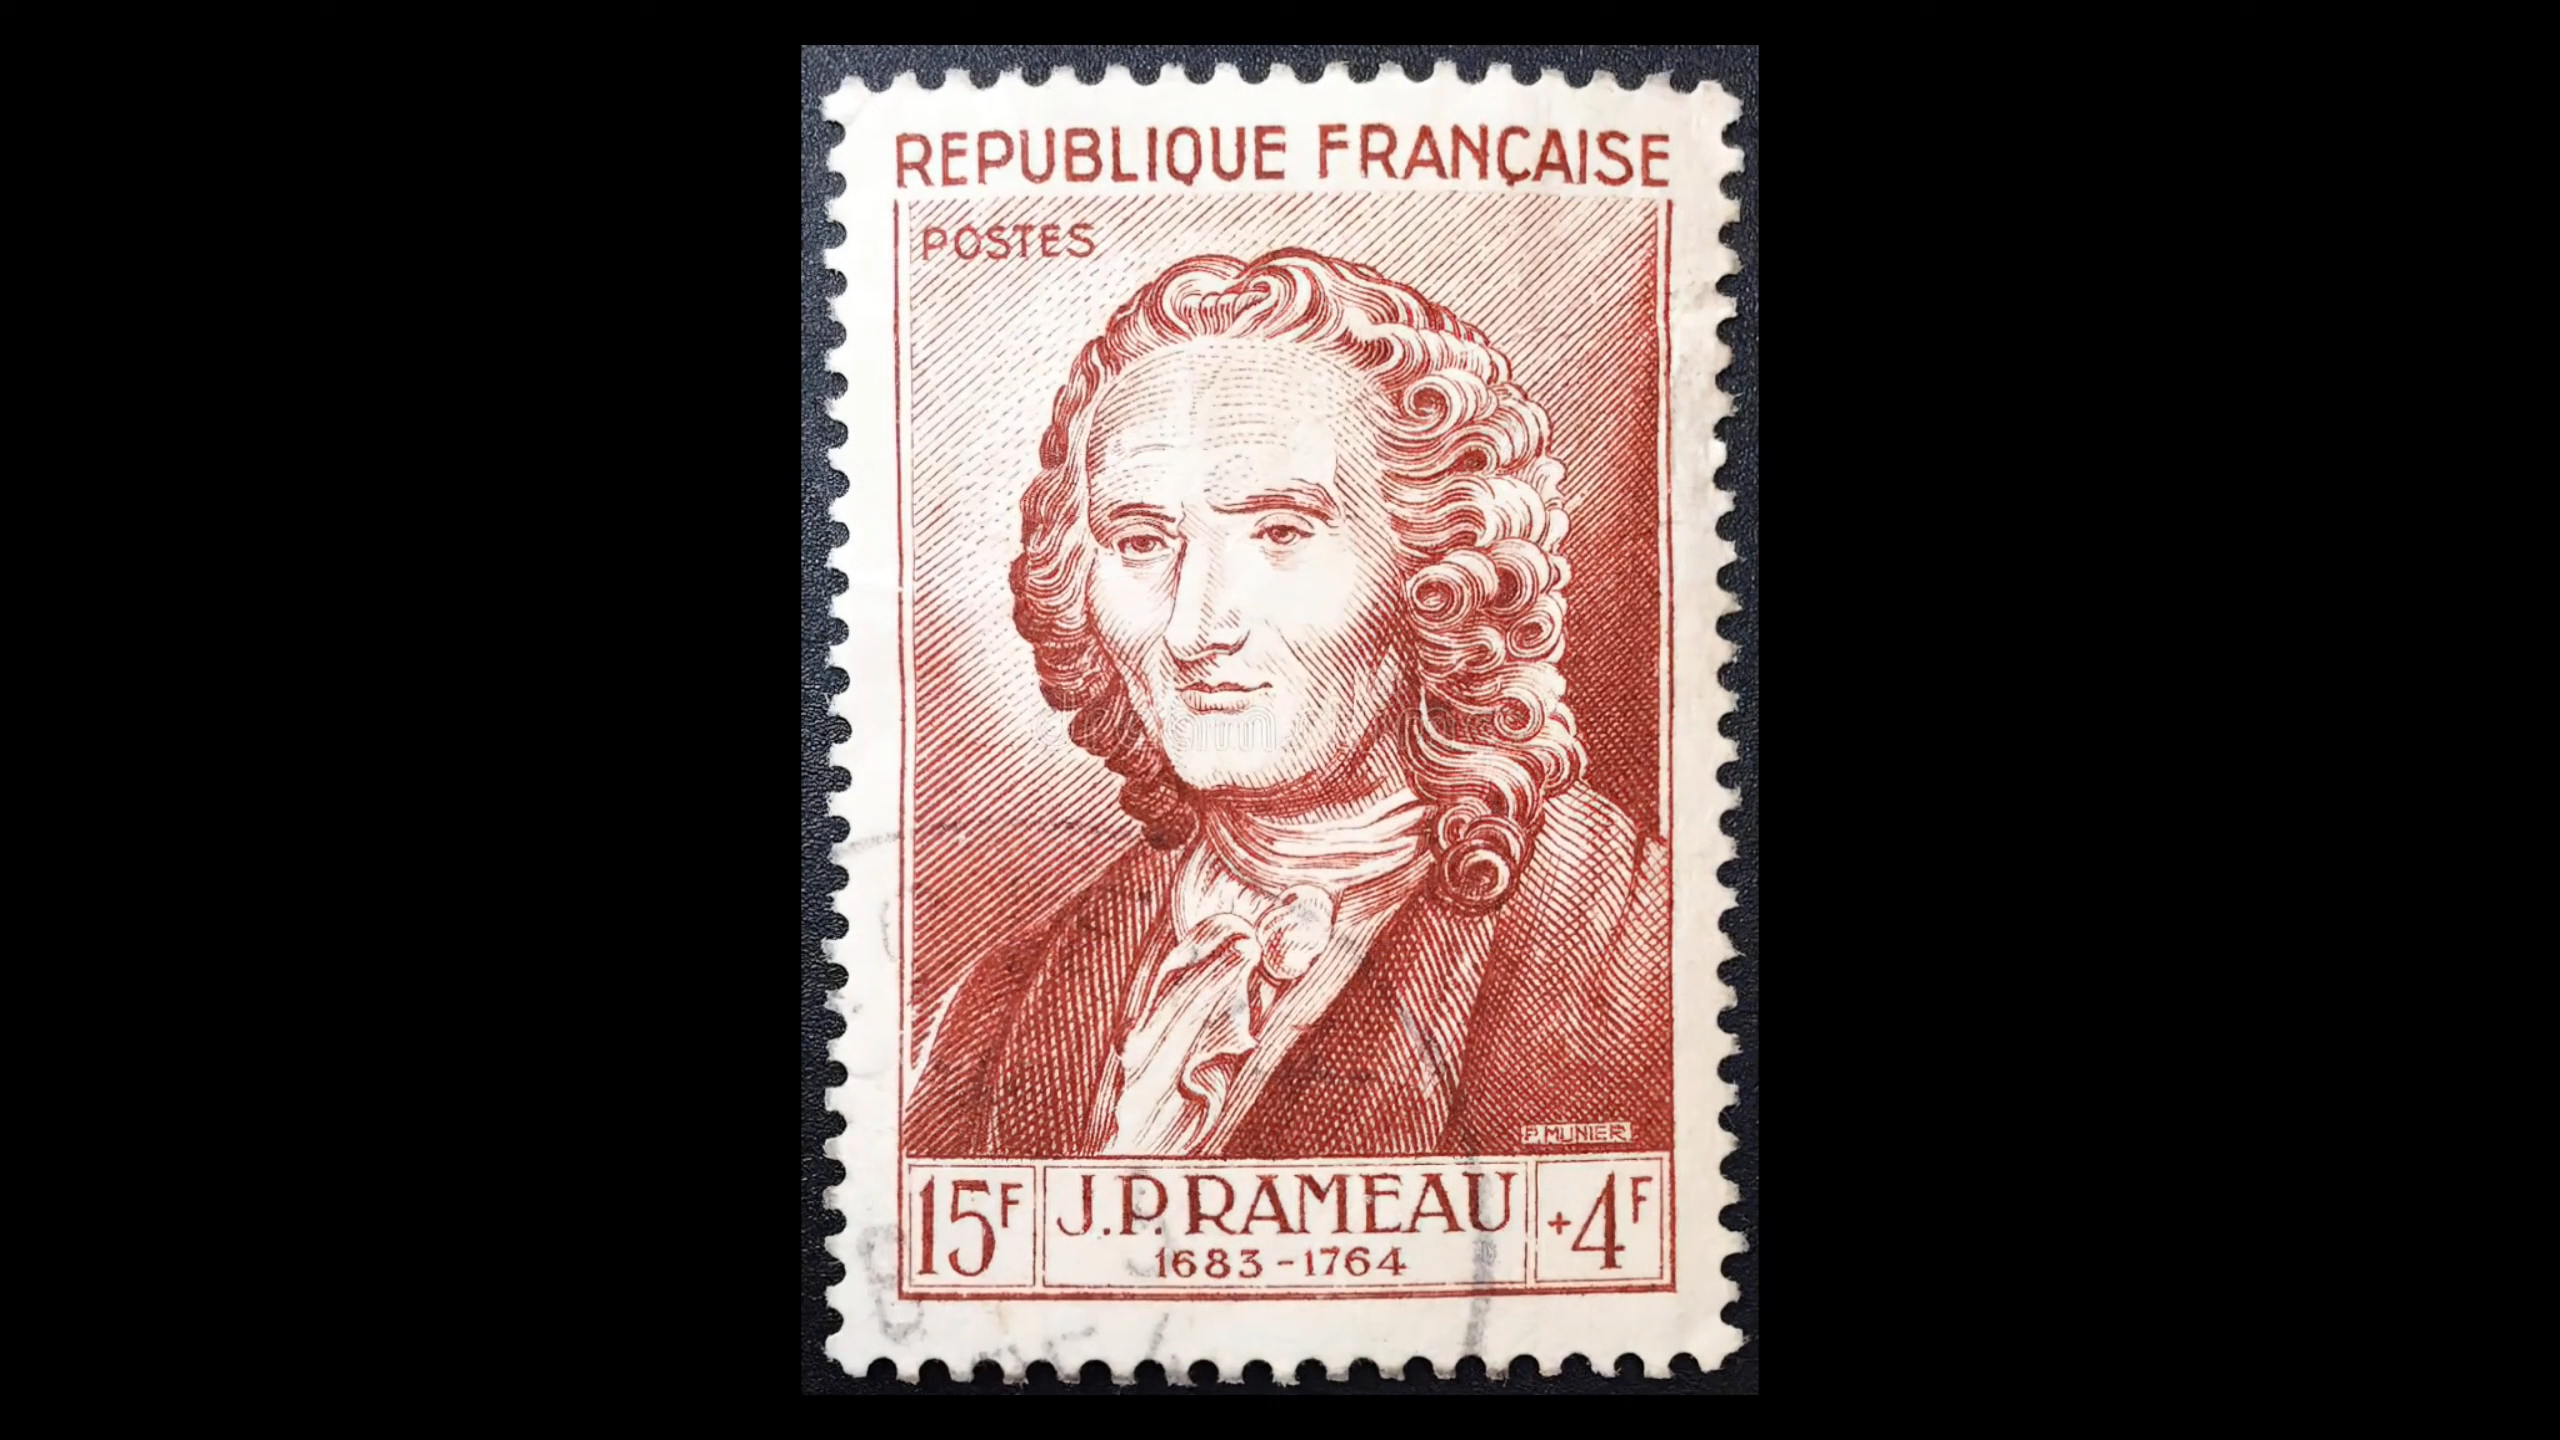 REPUBLIQUE FRANÇAISE
POSTES
P. MUNIER
15F J.P. RAMEAU +4F
1683-1764